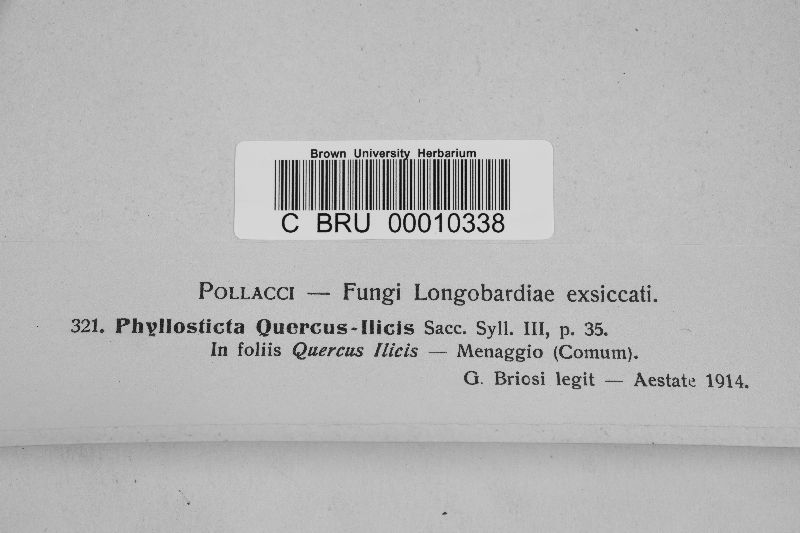 Brown University Herbarium
C BRU 00010338
POLLACCI — Fungi Longobardiae exsiccati.
321. Phyllosticta Quercus-Ilicis Sacc. Syll. III, p. 35.
In foliis Quercus Ilicis — Menaggio (Comum).
G. Briosi legit — Aestate 1914.